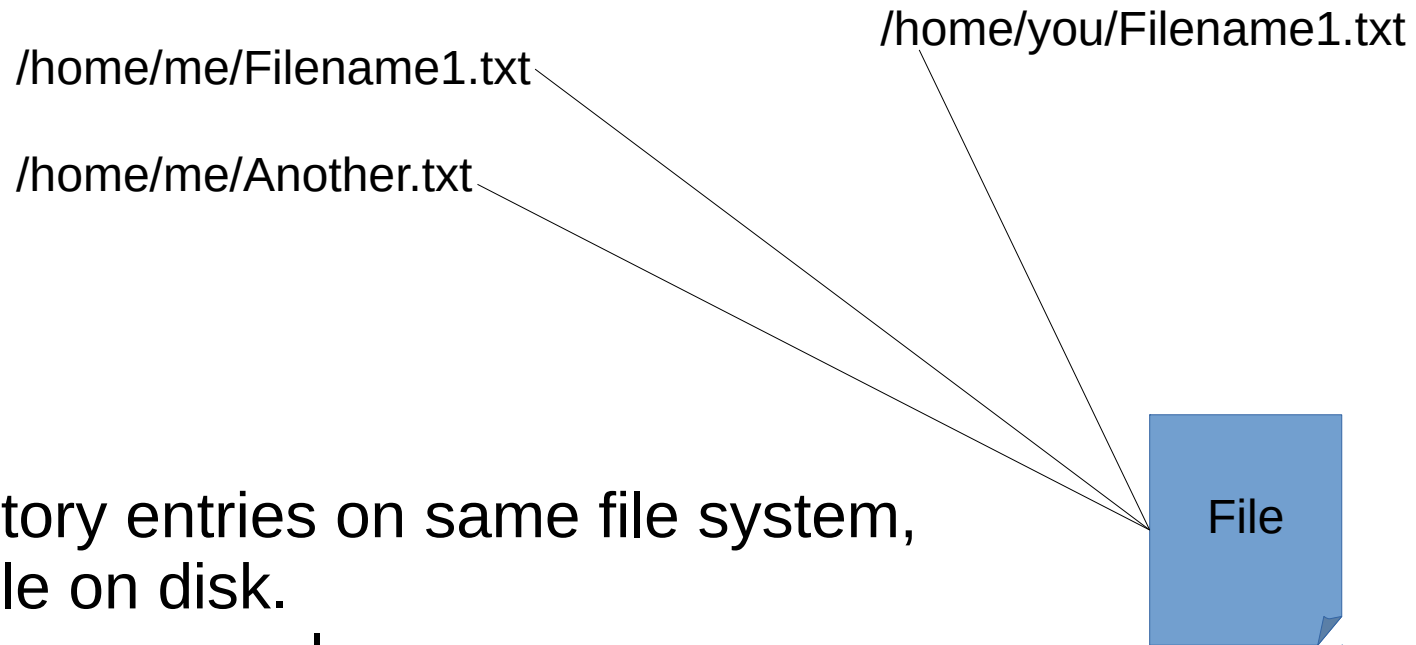 /home/you/Filename1.txt
/home/me/Filename1.txt
/home/me/Another.txt
tory entries on same file system,
le on disk.
File